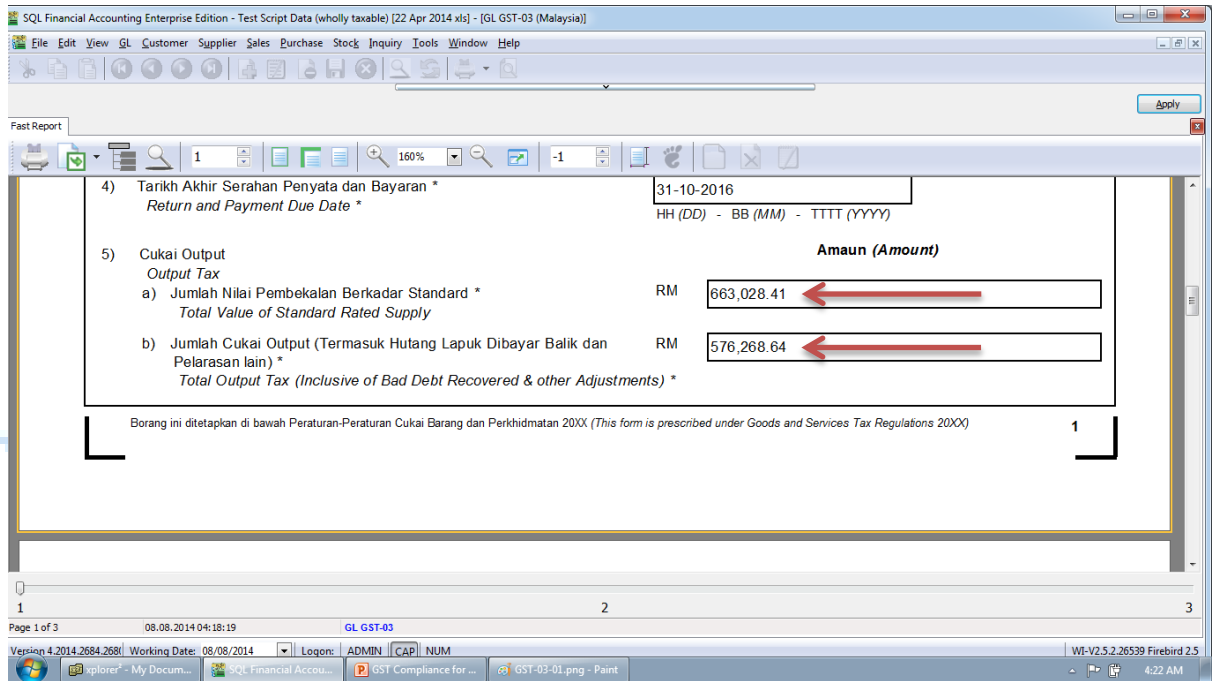 SQL Financial Accounting Enterprise Edition - Test Script Data (wholly taxable) [22 Apr 2014 xls] - [GL GST-03 (Malaysia)]
File Edit View GL Customer Supplier Sales Purchase Stock Inquiry Tools Window Help
Apply
Fast Report
1 160% -1
4) Tarikh Akhir Serahan Penyata dan Bayaran * 31-10-2016
Return and Payment Due Date * HH (DD) - BB (MM) - TTTT (YYYY)
5) Cukai Output Amaun (Amount)
Output Tax
a) Jumlah Nilai Pembekalan Berkadar Standard * RM 663,028.41
Total Value of Standard Rated Supply
b) Jumlah Cukai Output (Termasuk Hutang Lapuk Dibayar Balik dan RM 576,268.64
Pelarasan lain) *
Total Output Tax (Inclusive of Bad Debt Recovered & other Adjustments) *
Borang ini ditetapkan di bawah Peraturan-Peraturan Cukai Barang dan Perkhidmatan 20XX (This form is prescribed under Goods and Services Tax Regulations 20XX) 1
1 2 3
Page 1 of 3 08.08.2014 04:18:19 GL GST-03
Version 4.2014.2684.268( Working Date: 08/08/2014 Logon: ADMIN CAP NUM WI-V2.5.2.26539 Firebird 2.5
xplorer² - My Docum... SQL Financial Accou... GST Compliance for ... GST-03-01.png - Paint 4:22 AM